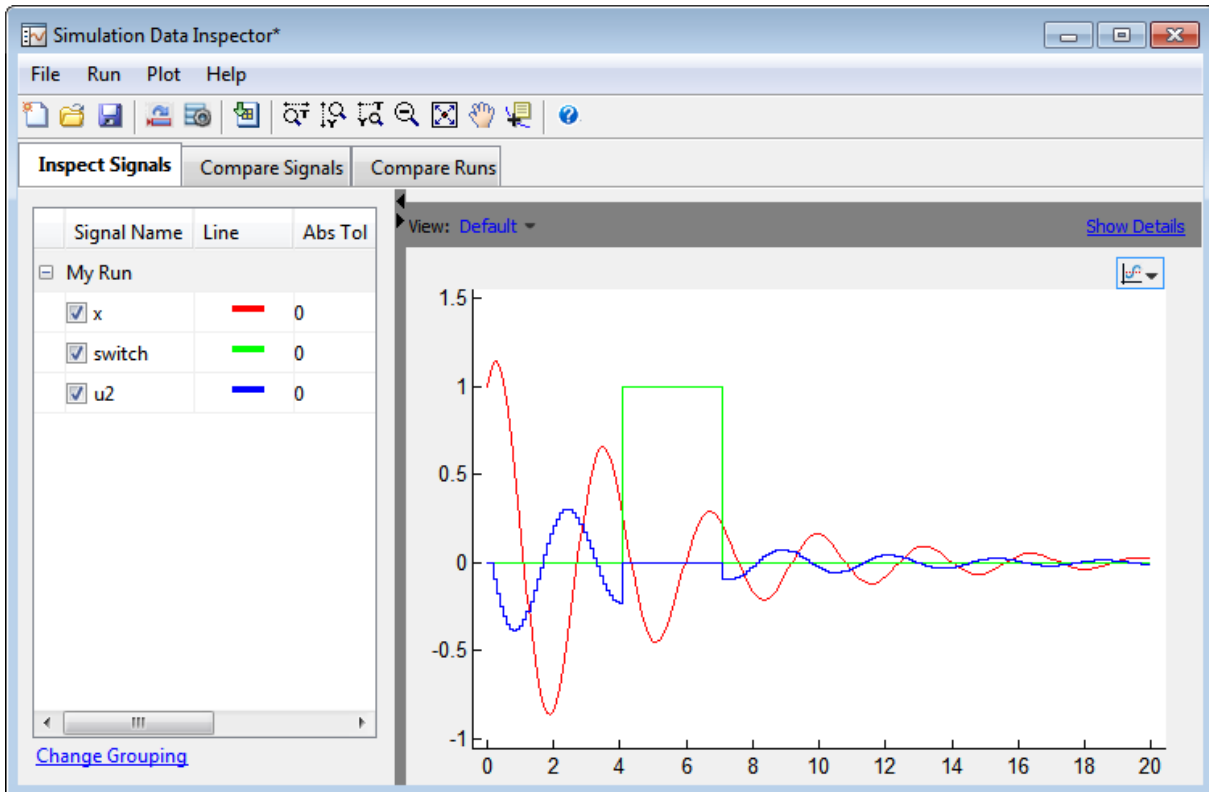 Simulation Data Inspector*
File Run Plot Help
Inspect Signals Compare Signals Compare Runs
Signal Name Line Abs Tol
View: Default Show Details
My Run
x 0
switch 0
u2 0
1.5
1
0.5
0
-0.5
-1
0 2 4 6 8 10 12 14 16 18 20
Change Grouping